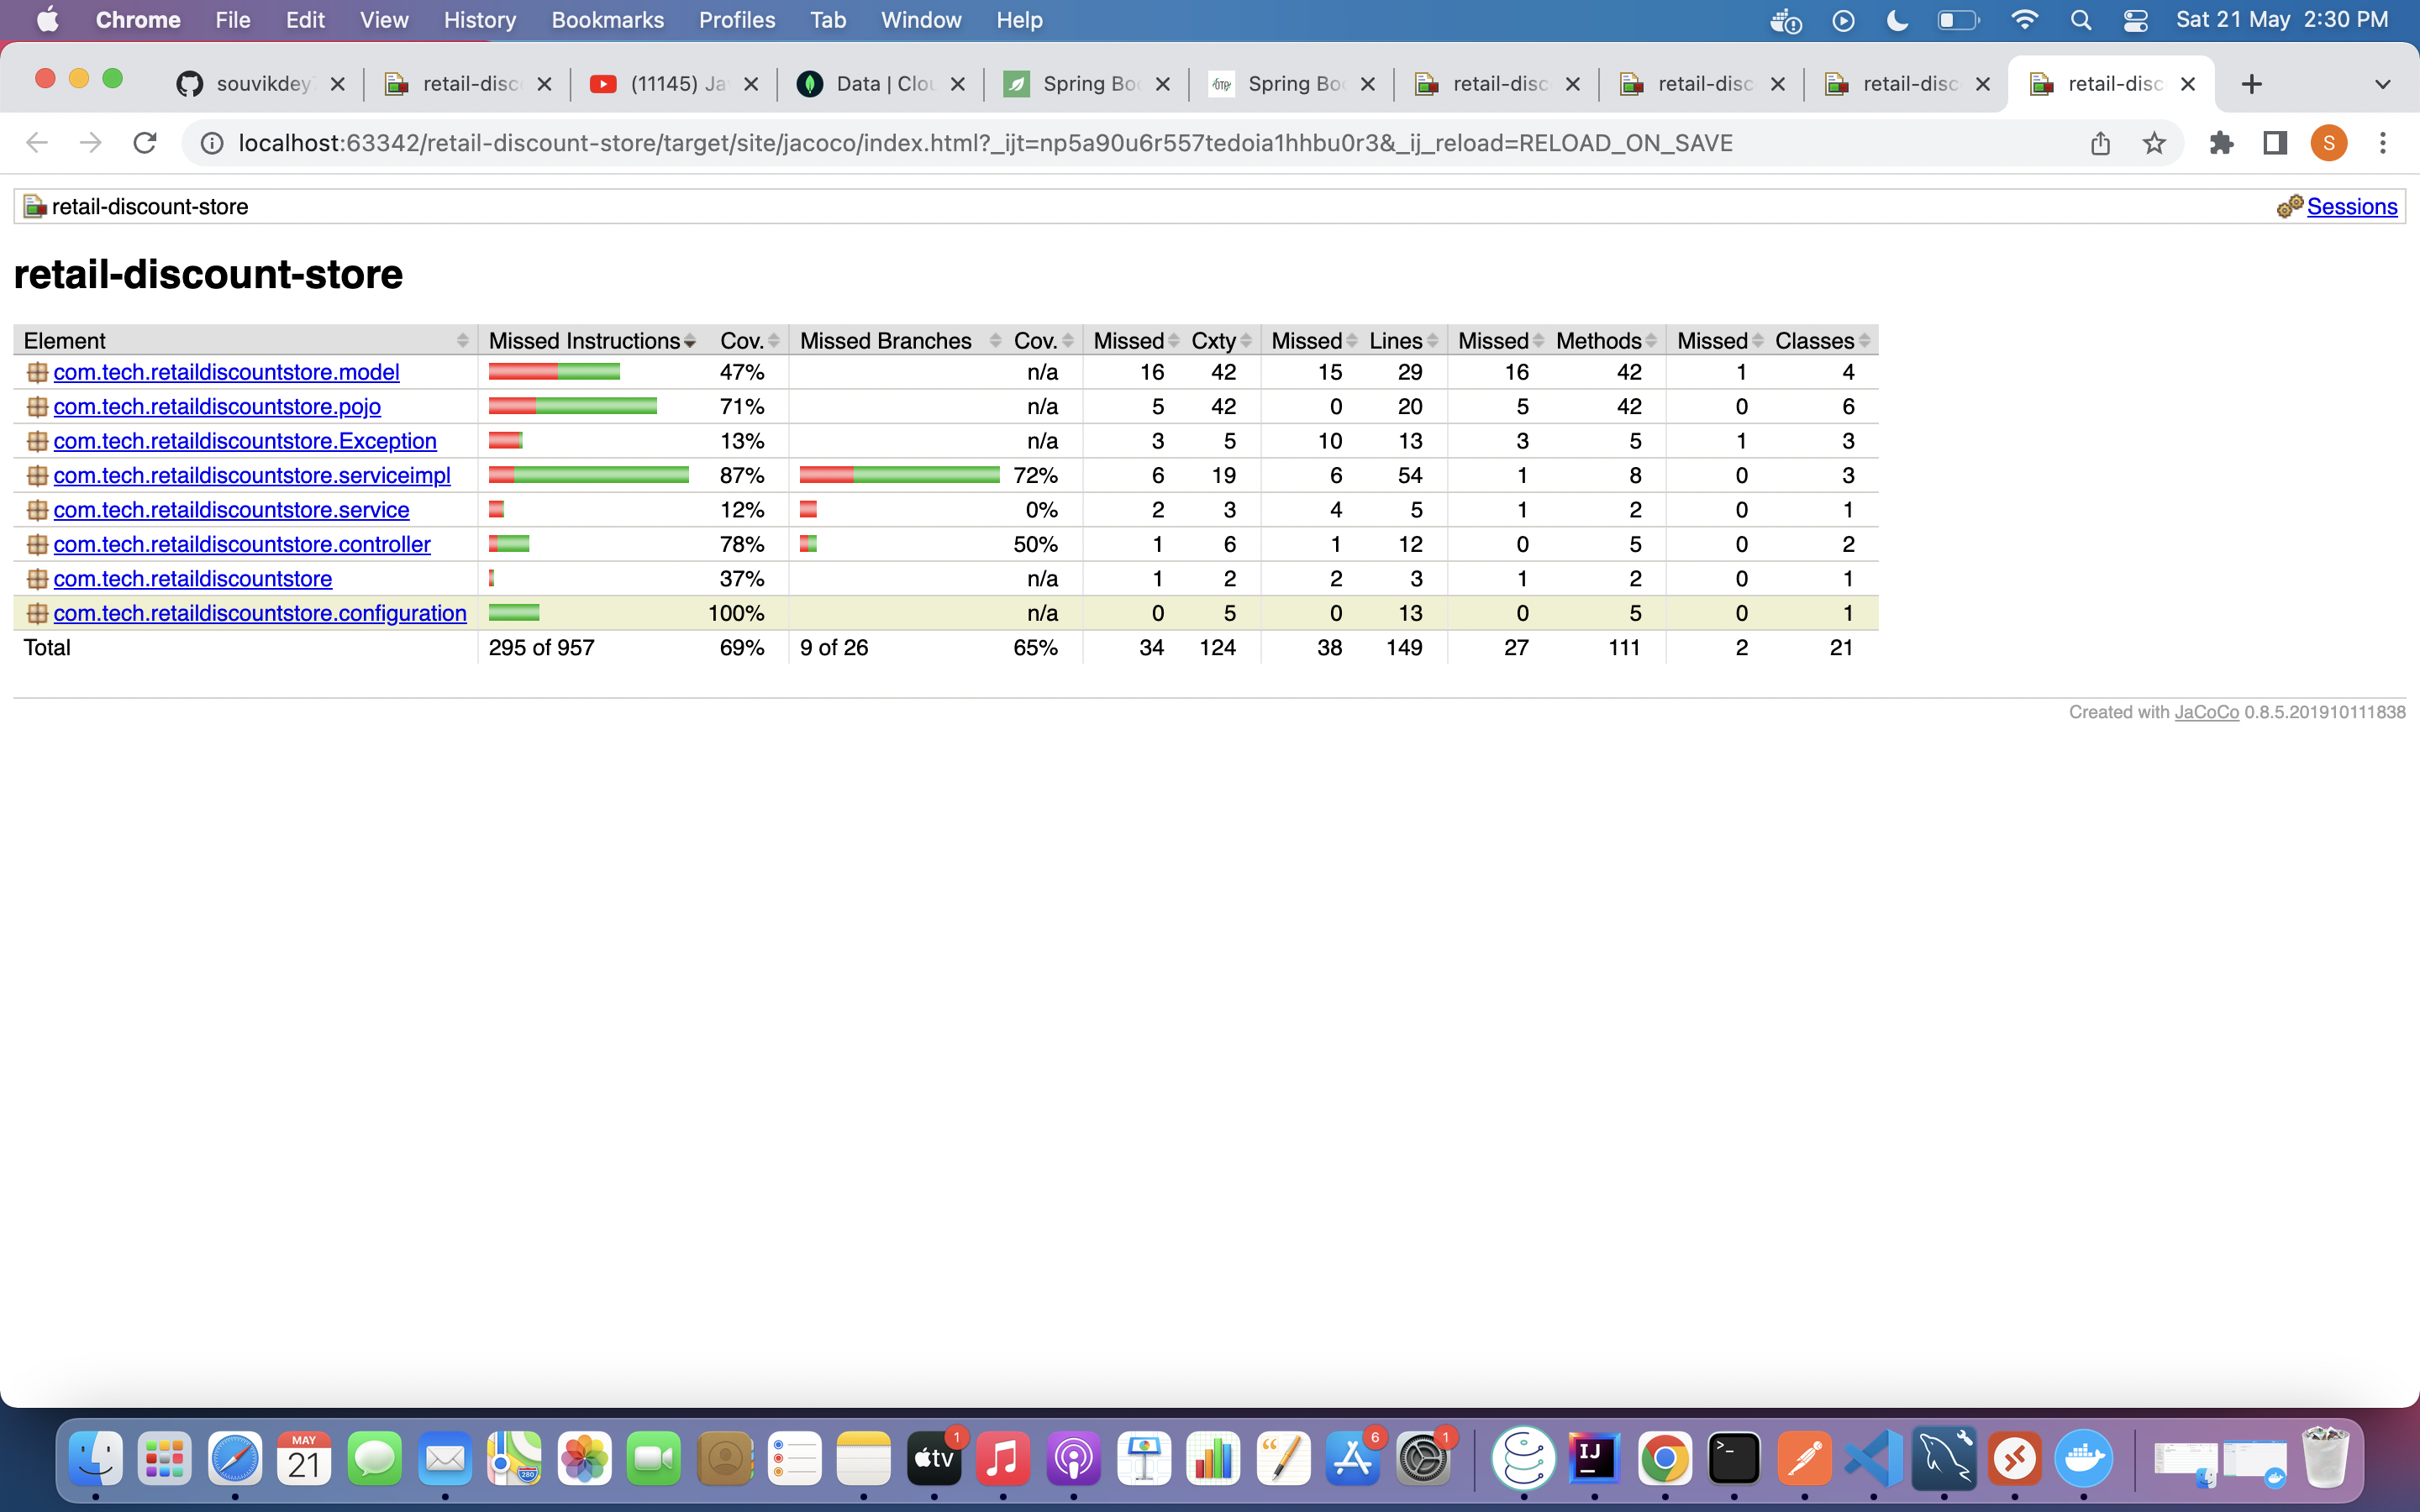 Chrome File Edit View History Bookmarks Profiles Tab Window Help Sat 21 May 2:30 PM
souvikdey retail-disc (11145) Ja Data | Clou Spring Bo Spring Bo retail-disc retail-disc retail-disc retail-disc
localhost:63342/retail-discount-store/target/site/jacoco/index.html?_ijt=np5a90u6r557tedoia1hhbu0r3&_ij_reload=RELOAD_ON_SAVE S
retail-discount-store Sessions
retail-discount-store
Element Missed Instructions Cov. Missed Branches Cov. Missed Cxty Missed Lines Missed Methods Missed Classes
com.tech.retaildiscountstore.model 47% n/a 16 42 15 29 16 42 1 4
com.tech.retaildiscountstore.pojo 71% n/a 5 42 0 20 5 42 0 6
com.tech.retaildiscountstore.Exception 13% n/a 3 5 10 13 3 5 1 3
com.tech.retaildiscountstore.serviceimpl 87% 72% 6 19 6 54 1 8 0 3
com.tech.retaildiscountstore.service 12% 0% 2 3 4 5 1 2 0 1
com.tech.retaildiscountstore.controller 78% 50% 1 6 1 12 0 5 0 2
com.tech.retaildiscountstore 37% n/a 1 2 2 3 1 2 0 1
com.tech.retaildiscountstore.configuration 100% n/a 0 5 0 13 0 5 0 1
Total 295 of 957 69% 9 of 26 65% 34 124 38 149 27 111 2 21
Created with JaCoCo 0.8.5.201910111838
MAY 1 6 1
21 280 tv IJ